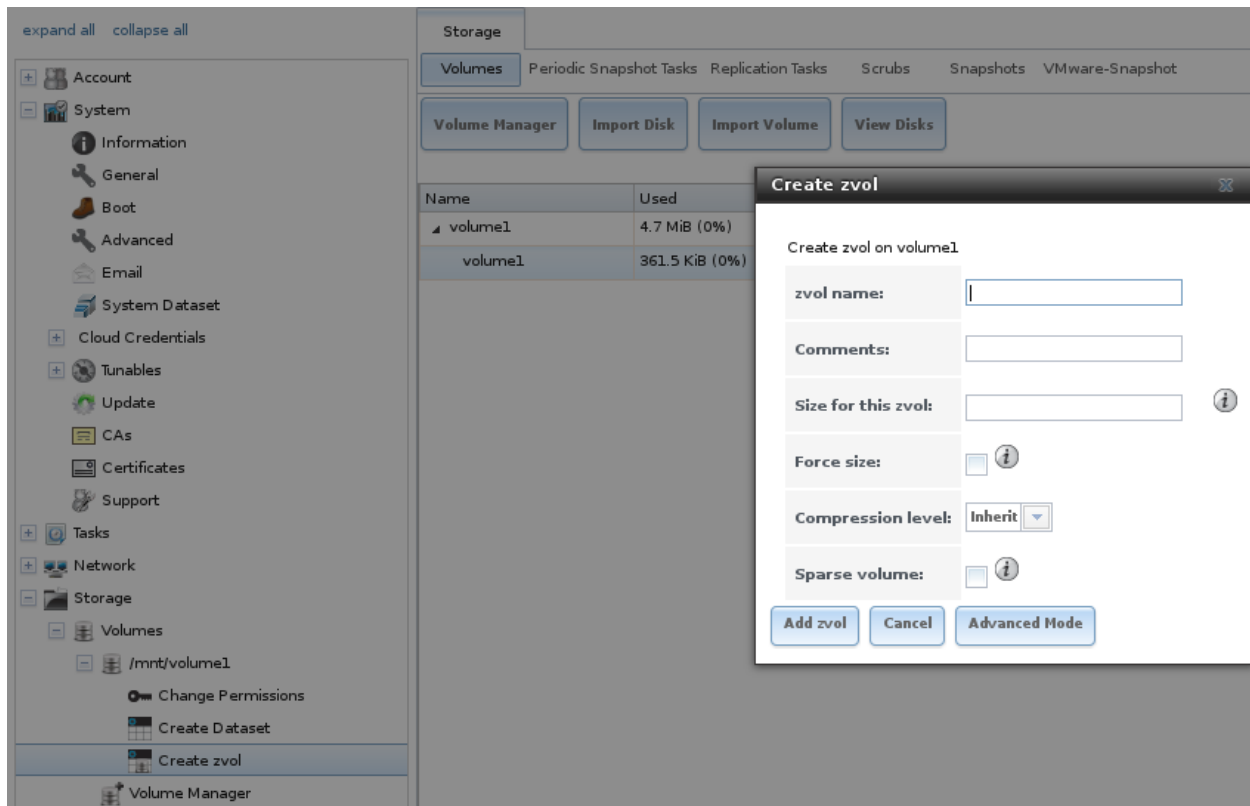 expand all collapse all
Account
System
Information
General
Boot
Advanced
Email
System Dataset
Cloud Credentials
Tunables
Update
CAs
Certificates
Support
Tasks
Network
Storage
Volumes
/mnt/volume1
Change Permissions
Create Dataset
Create zvol
Volume Manager
Storage
Volumes Periodic Snapshot Tasks Replication Tasks Scrubs Snapshots VMware-Snapshot
Volume Manager Import Disk Import Volume View Disks
Name Used
volume1 4.7 MiB (0%)
volume1 361.5 KiB (0%)
Create zvol
Create zvol on volume1
zvol name:
Comments:
Size for this zvol:
Force size:
Compression level: Inherit
Sparse volume:
Add zvol Cancel Advanced Mode